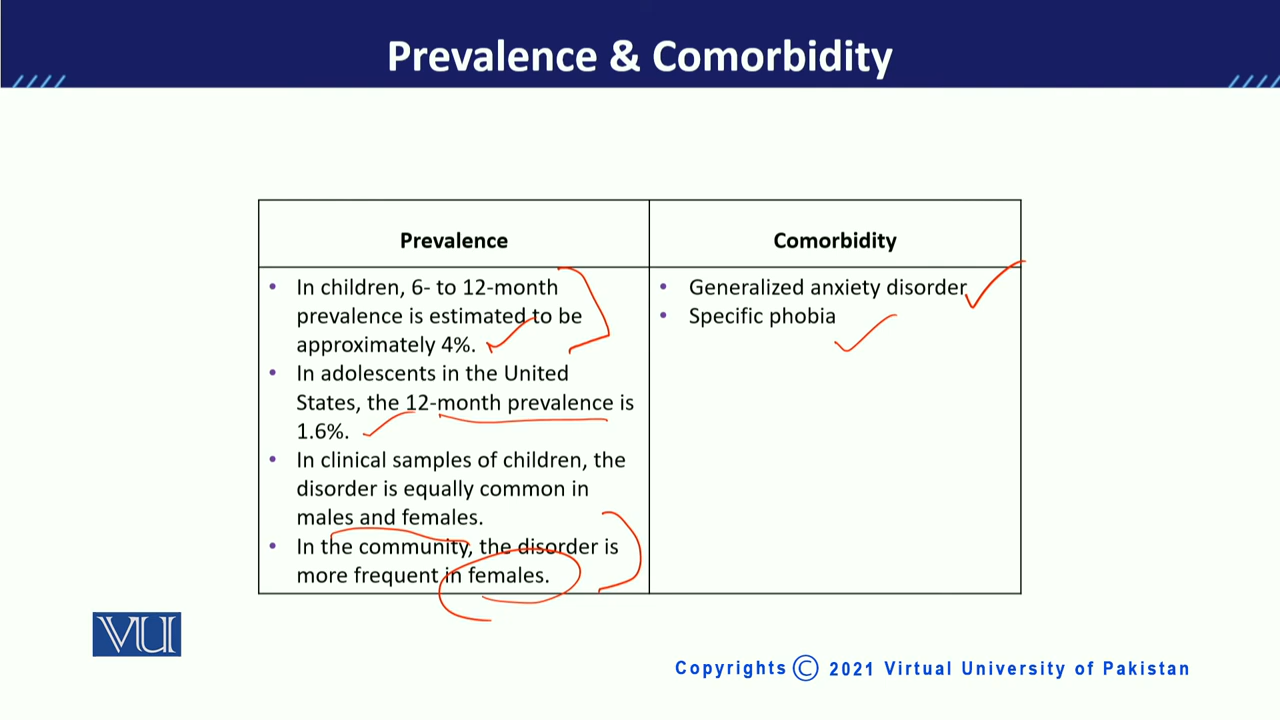 Prevalence & Comorbidity
Prevalence
• In children, 6- to 12-month
prevalence is estimated to be
approximately 4%.
• In adolescents in the United
States, the 12-month prevalence is
1.6%.
• In clinical samples of children, the
disorder is equally common in
males and females.
• In the community, the disorder is
more frequent in females.
Comorbidity
• Generalized anxiety disorder
• Specific phobia
VU
Copyrights © 2021 Virtual University of Pakistan